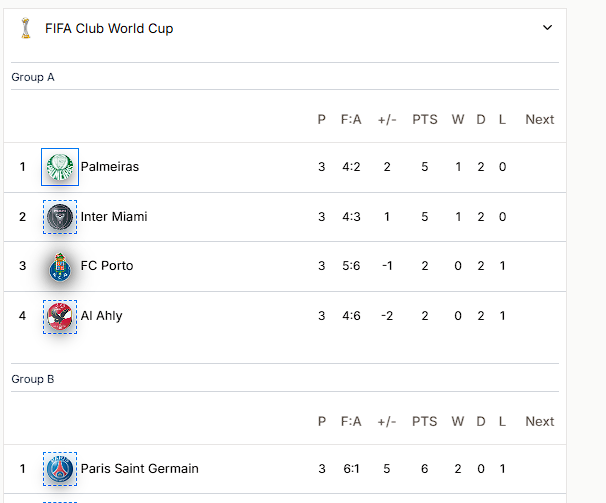 FIFA Club World Cup
Group A
P F:A +/- PTS W D L Next
1 Palmeiras 3 4:2 2 5 1 2 0
2 Inter Miami 3 4:3 1 5 1 2 0
3 FC Porto 3 5:6 -1 2 0 2 1
4 Al Ahly 3 4:6 -2 2 0 2 1
Group B
P F:A +/- PTS W D L Next
1 Paris Saint Germain 3 6:1 5 6 2 0 1